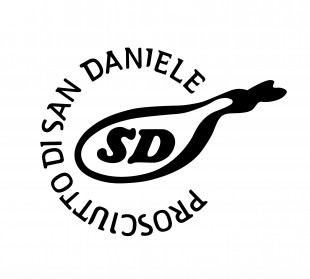 PROSCIUTTO DI SAN DANIELE
SD